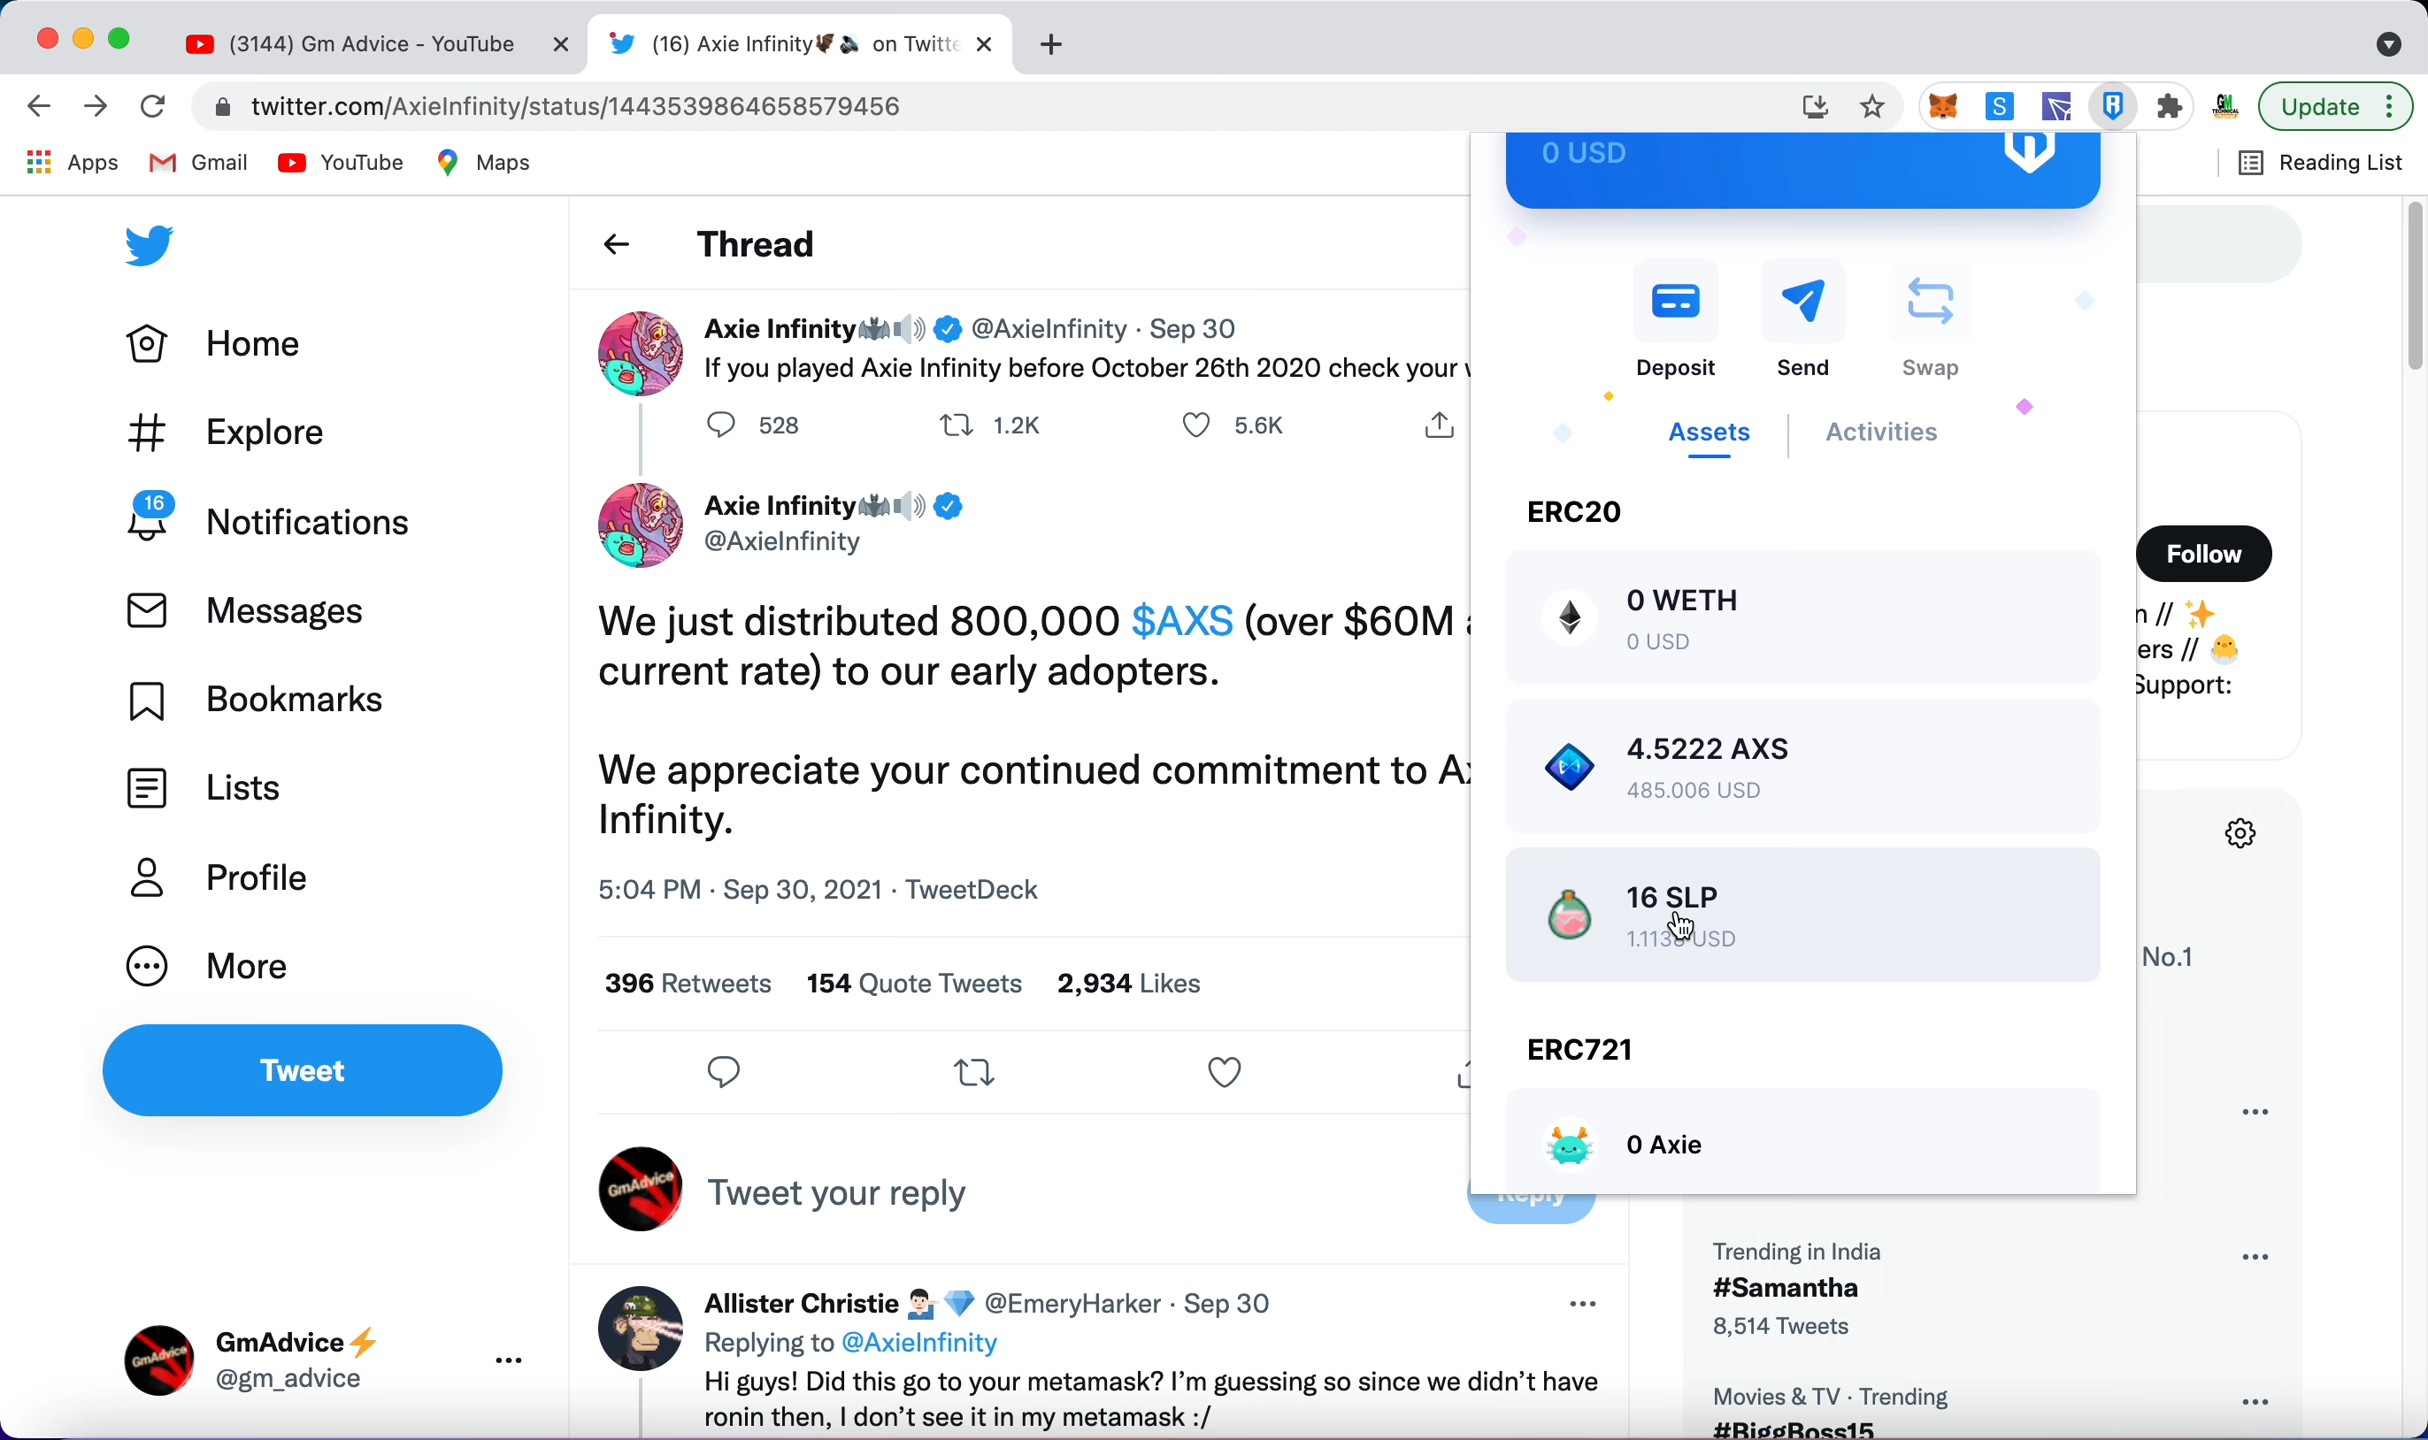 (3144) Gm Advice - YouTube
(16) Axie Infinity🦇🔊 on Twitte
twitter.com/AxieInfinity/status/1443539864658579456
Update
Apps
Gmail
YouTube
Maps
Reading List
Home
Explore
16
Notifications
Messages
Bookmarks
Lists
Profile
More
Tweet
GmAdvice⚡
@gm_advice
Thread
Axie Infinity🦇🔊 @AxieInfinity · Sep 30
If you played Axie Infinity before October 26th 2020 check your
528
1.2K
5.6K
Axie Infinity🦇🔊
@AxieInfinity
We just distributed 800,000 $AXS (over $60M
current rate) to our early adopters.
We appreciate your continued commitment to Ax
Infinity.
5:04 PM · Sep 30, 2021 · TweetDeck
396 Retweets 154 Quote Tweets 2,934 Likes
GmAdvice
Tweet your reply
Reply
Allister Christie 💁🏻‍♂️💎 @EmeryHarker · Sep 30
Replying to @AxieInfinity
Hi guys! Did this go to your metamask? I'm guessing so since we didn't have
ronin then, I don't see it in my metamask :/
0 USD
Deposit
Send
Swap
Assets
Activities
ERC20
0 WETH
0 USD
4.5222 AXS
485.006 USD
16 SLP
USD
ERC721
0 Axie
Follow
n // ✨
ers // 🐣
Support:
No.1
Trending in India
#Samantha
8,514 Tweets
Movies & TV · Trending
#BiggBoss15